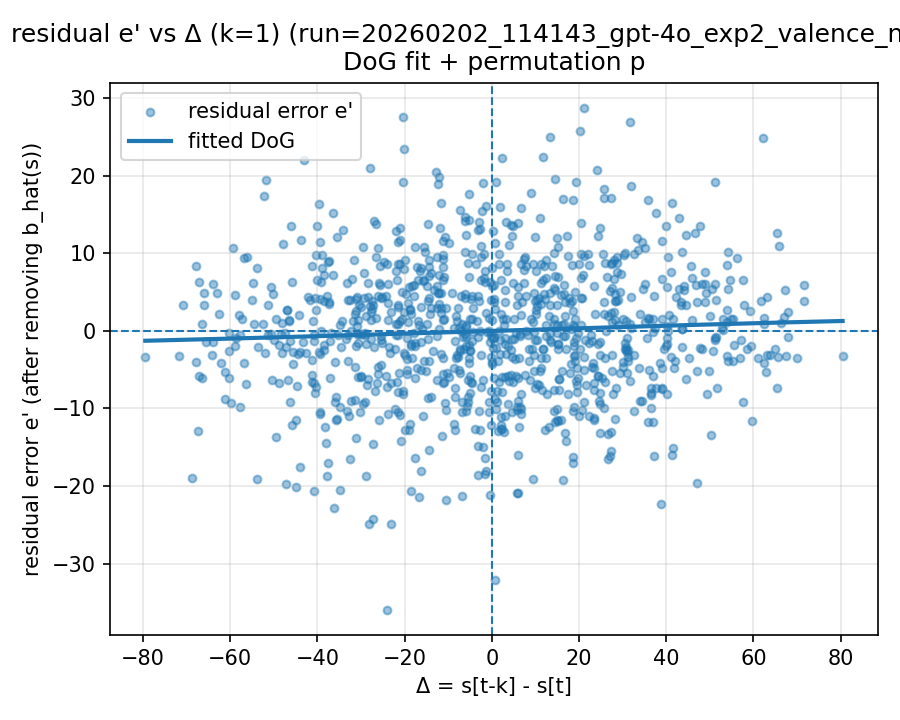 residual e' vs Δ (k=1) (run=20260202_114143_gpt-4o_exp2_valence_n
DoG fit + permutation p
residual error e'
fitted DoG
30
20
10
0
−10
−20
−30
residual error e' (after removing b_hat(s))
−80
−60
−40
−20
0
20
40
60
80
Δ = s[t-k] - s[t]